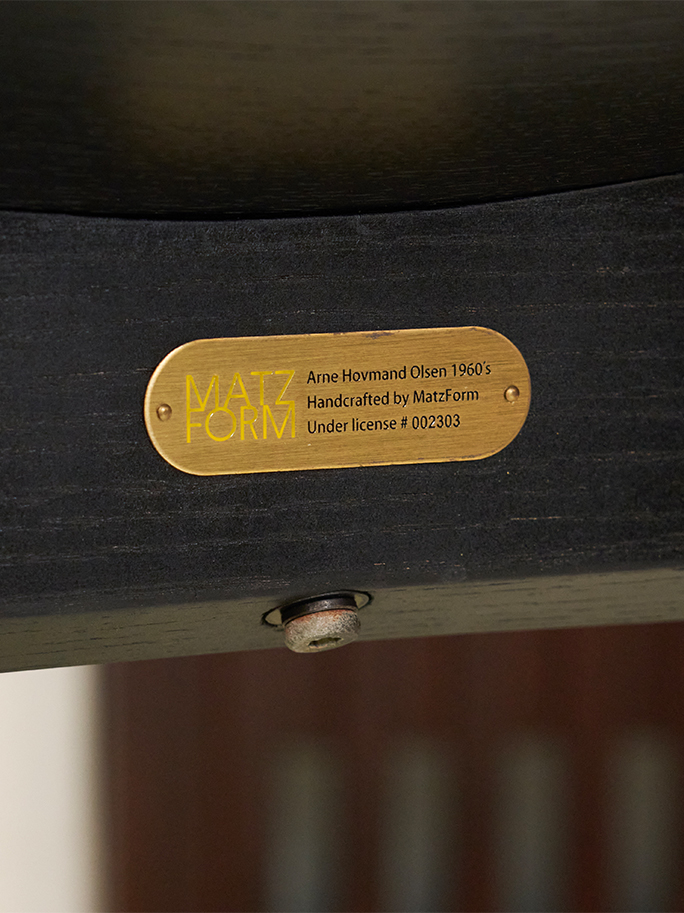 MATZ
FORM
Arne Hovmand Olsen 1960's
Handcrafted by MatzForm
Under license # 002303